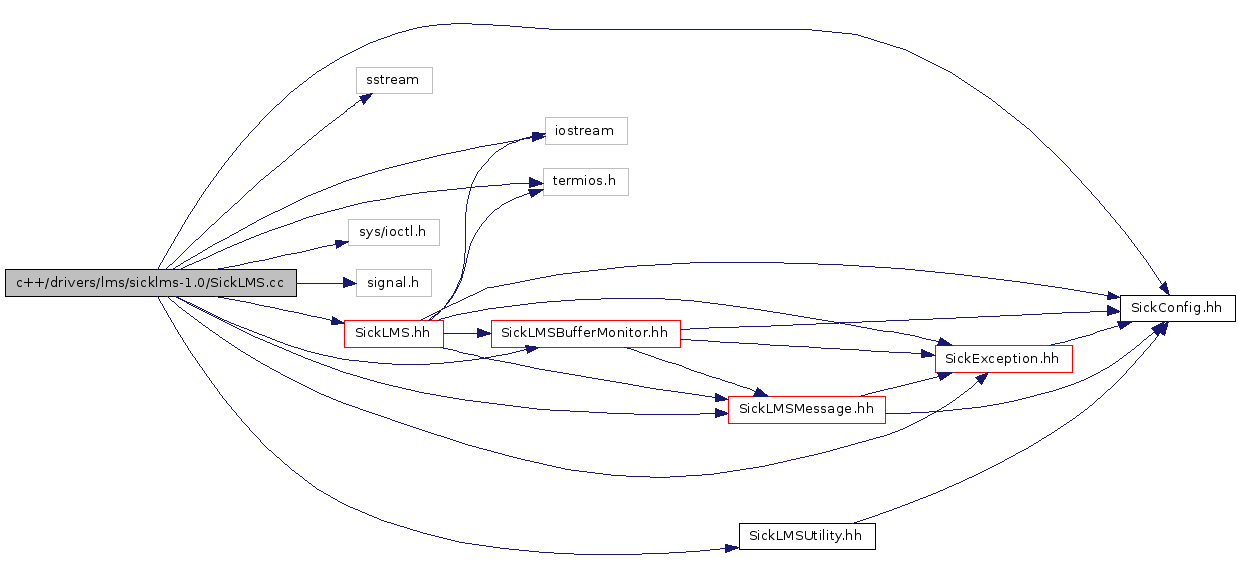 sstream
iostream
termios.h
sys/ioctl.h
c++/drivers/lms/sicklms-1.0/SickLMS.cc
signal.h
SickConfig.hh
SickLMS.hh
SickLMSBufferMonitor.hh
SickException.hh
SickLMSMessage.hh
SickLMSUtility.hh